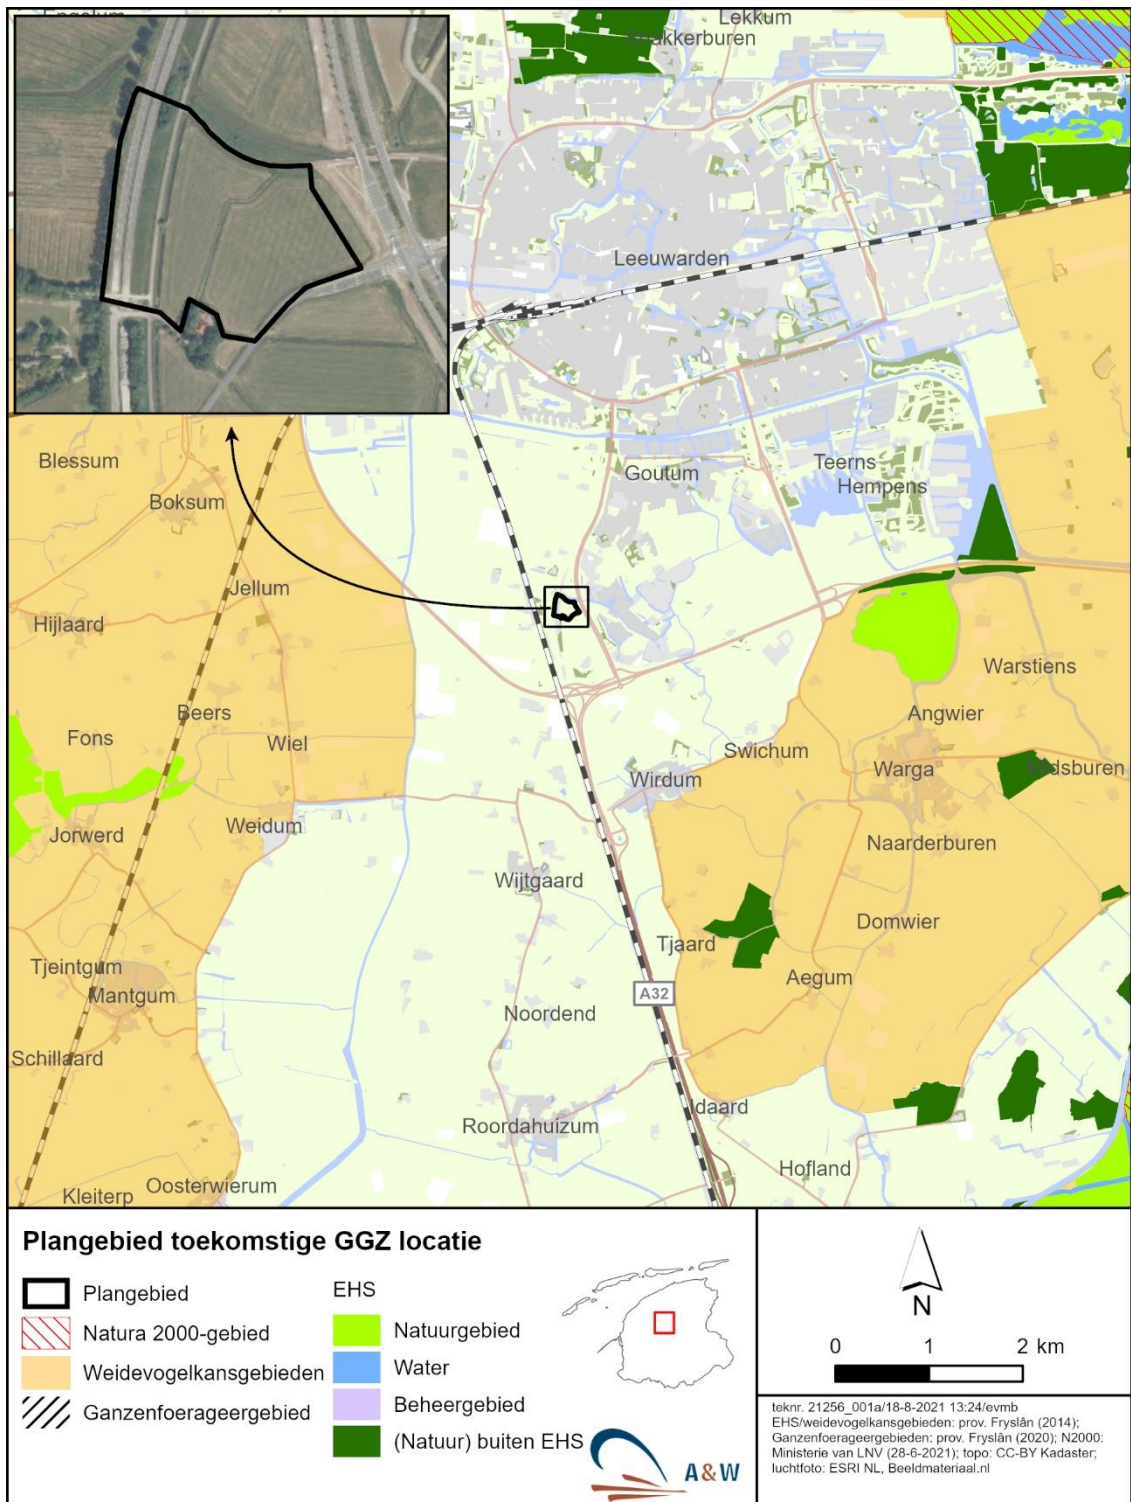 Lekkum
Leeuwarden
Blessum
Goutum
Teerns
Hempens
Boksum
Jellum
Hijlaard
Warstiens
Beers
Angwier
Fons
Wiel
Swichum
Warga
Wirdum
Weidum
Jorwerd
Naarderburen
Wijtgaard
Domwier
Tjaard
Tjeintgum
Aegum
Mantgum
A32
Noordend
Schillaard
Idaard
Roordahuizum
Hofland
Oosterwierum
Kleiterp
Plangebied toekomstige GGZ locatie
Plangebied
Natura 2000-gebied
Weidevogelkansgebieden
Ganzenfoerageergebied
EHS
Natuurgebied
Water
Beheergebied
(Natuur) buiten EHS
A&W
N
0 1 2 km
teknr. 21256_001a/18-8-2021 13:24/evmb
EHS/weidevogelkansgebieden: prov. Fryslân (2014);
Ganzenfoerageergebieden: prov. Fryslân (2020); N2000:
Ministerie van LNV (28-6-2021); topo: CC-BY Kadaster;
luchtfoto: ESRI NL, Beeldmateriaal.nl